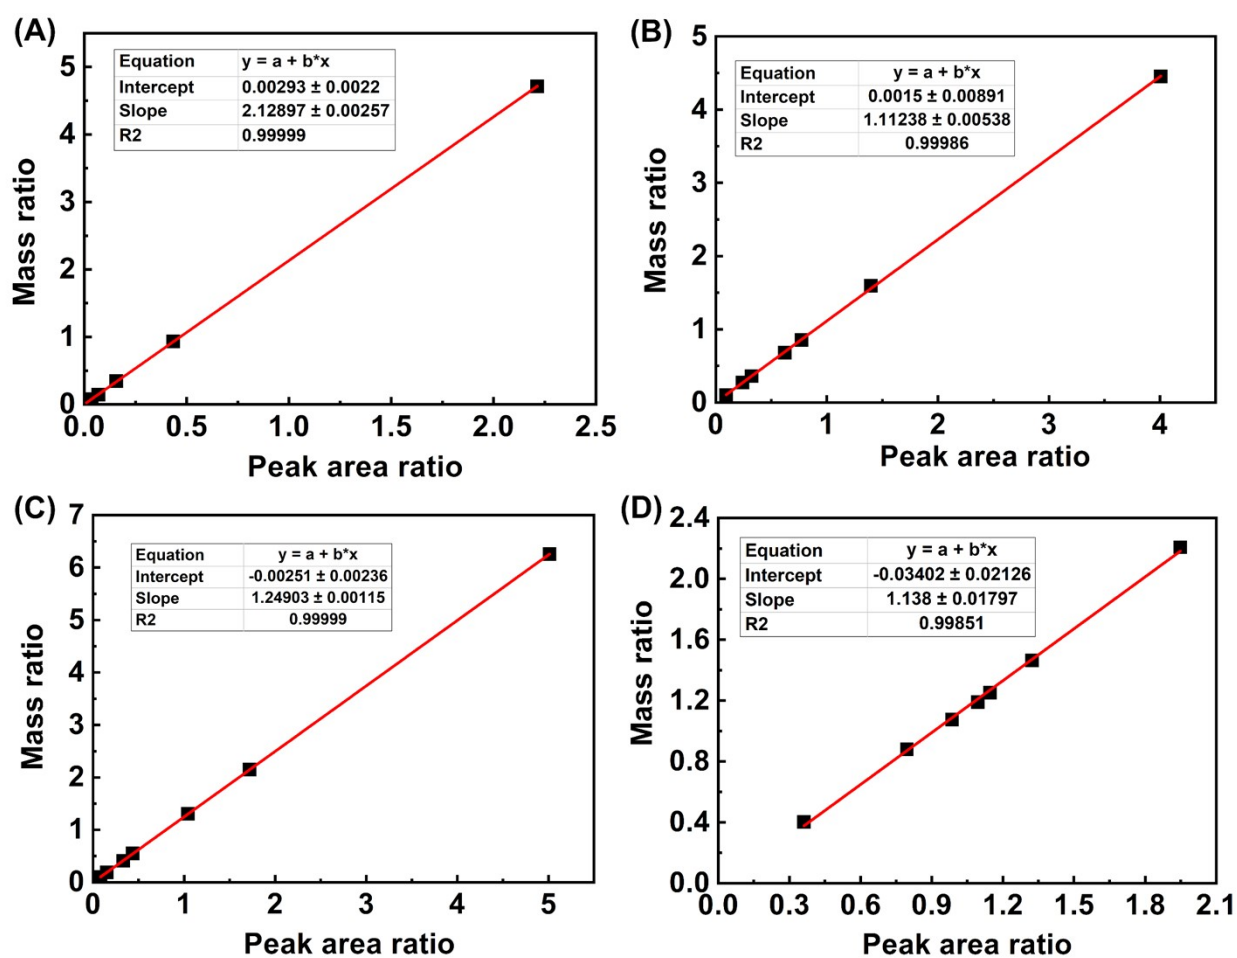 (A)
Equation y = a + b*x
Intercept 0.00293 ± 0.0022
Slope 2.12897 ± 0.00257
R2 0.99999
5
4
3
2
1
0
0.0 0.5 1.0 1.5 2.0 2.5
Mass ratio
Peak area ratio
(B)
Equation y = a + b*x
Intercept 0.0015 ± 0.00891
Slope 1.11238 ± 0.00538
R2 0.99986
5
4
3
2
1
0
0 1 2 3 4
Mass ratio
Peak area ratio
(C)
Equation y = a + b*x
Intercept -0.00251 ± 0.00236
Slope 1.24903 ± 0.00115
R2 0.99999
7
6
5
4
3
2
1
0
0 1 2 3 4 5
Mass ratio
Peak area ratio
(D)
Equation y = a + b*x
Intercept -0.03402 ± 0.02126
Slope 1.138 ± 0.01797
R2 0.99851
2.4
2.0
1.6
1.2
0.8
0.4
0.0
0.0 0.3 0.6 0.9 1.2 1.5 1.8 2.1
Mass ratio
Peak area ratio